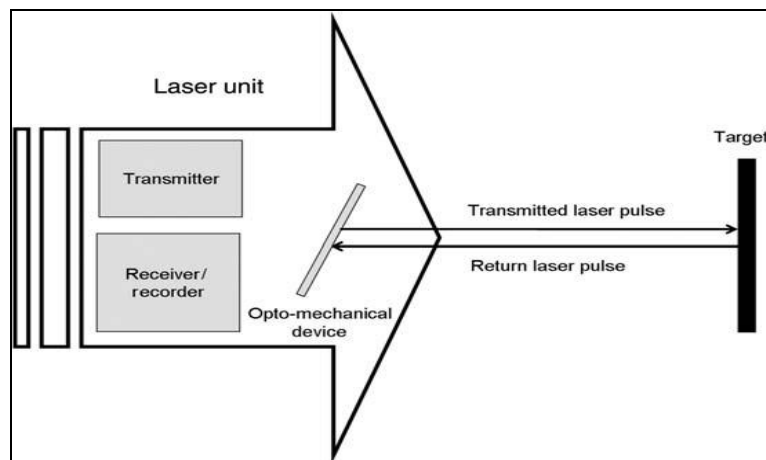 Laser unit
Transmitter
Receiver/
recorder
Opto-mechanical
device
Target
Transmitted laser pulse
Return laser pulse